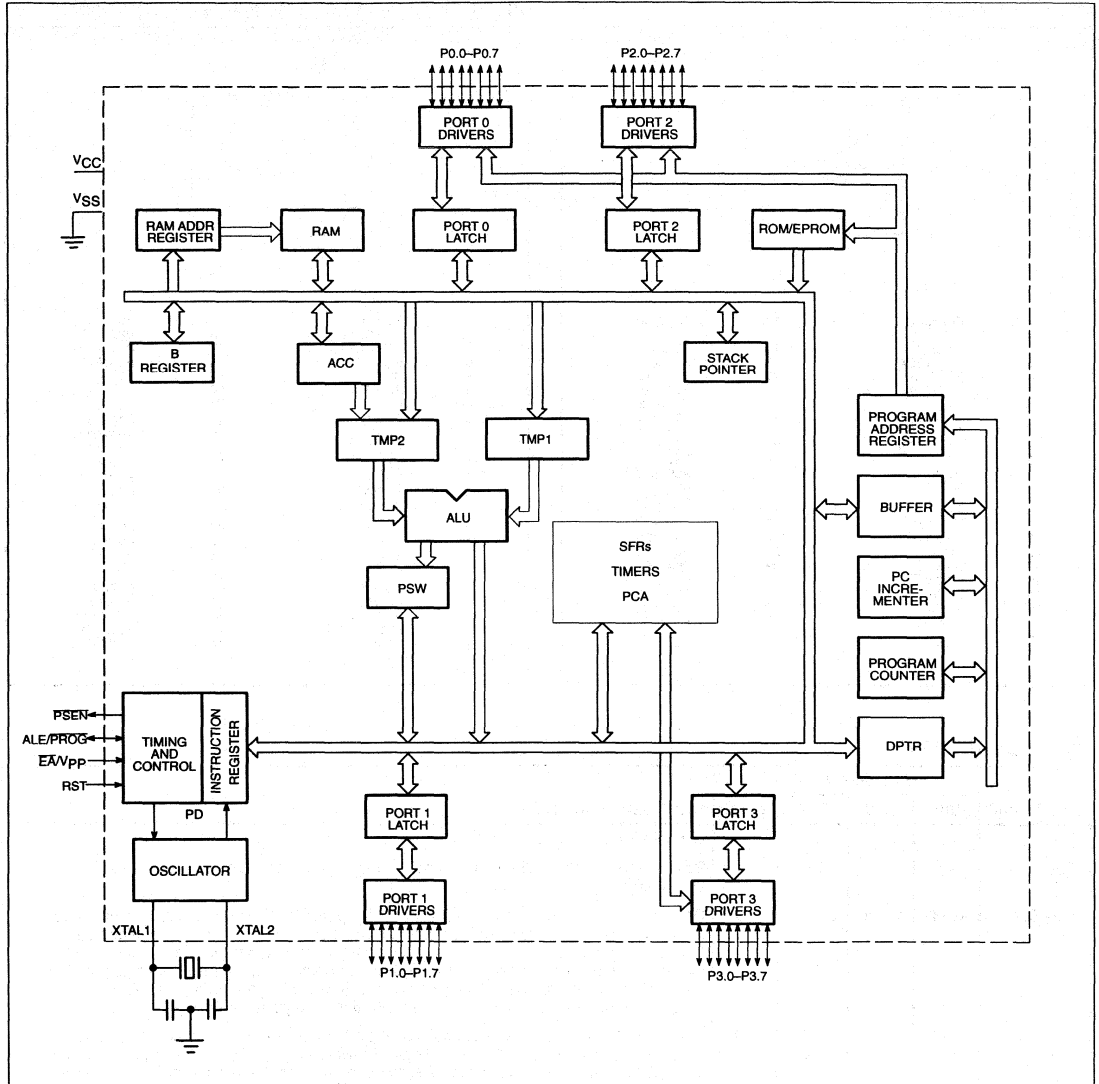 P0.0–P0.7
P2.0–P2.7
PORT 0
DRIVERS
PORT 2
DRIVERS
VCC
VSS
RAM ADDR
REGISTER
RAM
PORT 0
LATCH
PORT 2
LATCH
ROM/EPROM
B
REGISTER
ACC
STACK
POINTER
TMP2
TMP1
PROGRAM
ADDRESS
REGISTER
ALU
BUFFER
PSW
SFRs
TIMERS
PCA
PC
INCRE-
MENTER
PROGRAM
COUNTER
PSEN
ALE/PROG
EA/VPP
RST
TIMING
AND
CONTROL
INSTRUCTION
REGISTER
DPTR
PD
PORT 1
LATCH
PORT 3
LATCH
OSCILLATOR
PORT 1
DRIVERS
PORT 3
DRIVERS
XTAL1
XTAL2
P1.0–P1.7
P3.0–P3.7